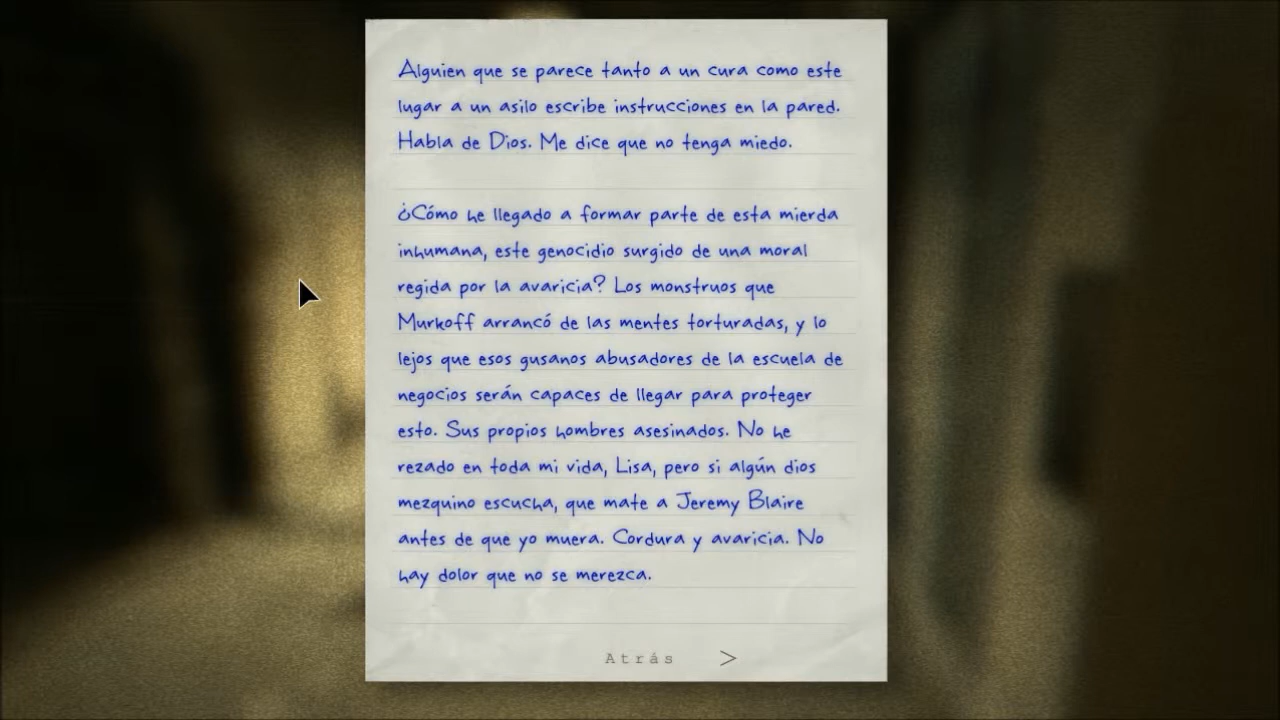 Alguien que se parece tanto a un cura como este
lugar a un asilo escribe instrucciones en la pared.
Habla de Dios. Me dice que no tenga miedo.
¿Cómo he llegado a formar parte de esta mierda
inhumana, este genocidio surgido de una moral
regida por la avaricia? Los monstruos que
Murkoff arrancó de las mentes torturadas, y lo
lejos que esos gusanos abusadores de la escuela de
negocios serán capaces de llegar para proteger
esto. Sus propios hombres asesinados. No he
rezado en toda mi vida, Lisa, pero si algún dios
mezquino escucha, que mate a Jeremy Blaire
antes de que yo muera. Cordura y avaricia. No
hay dolor que no se merezca.
Atrás >